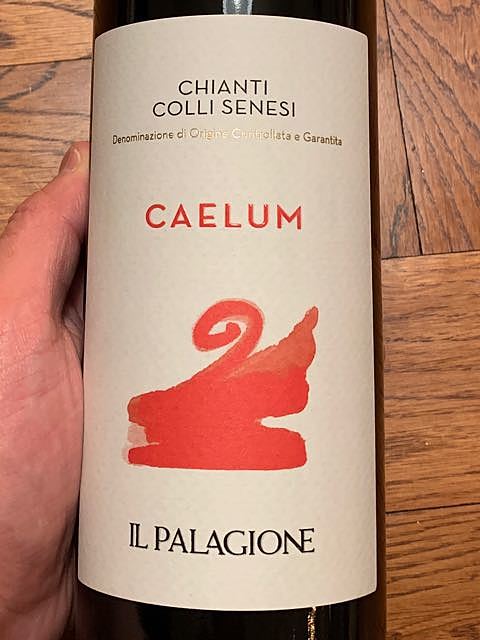 CHIANTI
COLLI SENESI
Denominazione di Origine Controllata e Garantita
CAELUM
IL PALAGIONE